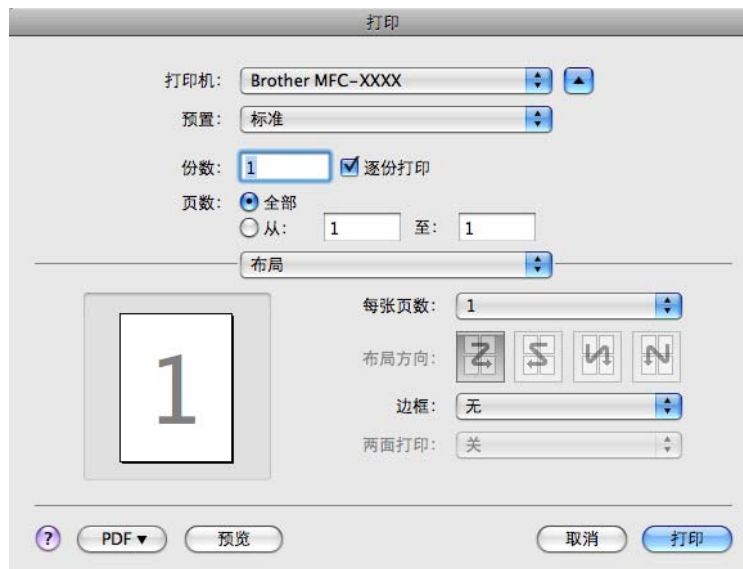 打印
打印机: Brother MFC-XXXX
预置: 标准
份数: 1 逐份打印
页数: 全部
从: 1 至: 1
布局
每张页数: 1
布局方向:
边框: 无
两面打印: 关
1
? PDF▼ 预览 取消 打印